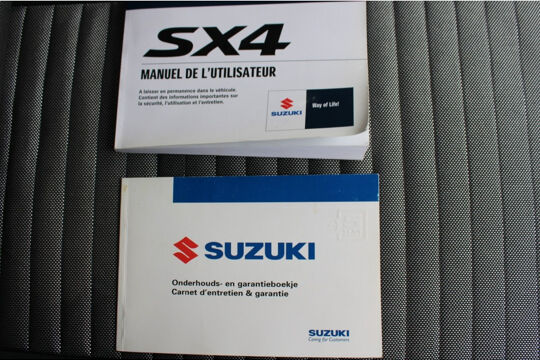 SX4
MANUEL DE L'UTILISATEUR
A laisser en permanence dans le véhicule.
Contient des informations importantes sur
la sécurité, l'utilisation et l'entretien.
SUZUKI
Way of Life!
SUZUKI
Onderhouds- en garantieboekje
Carnet d'entretien & garantie
SUZUKI
Caring for Customers